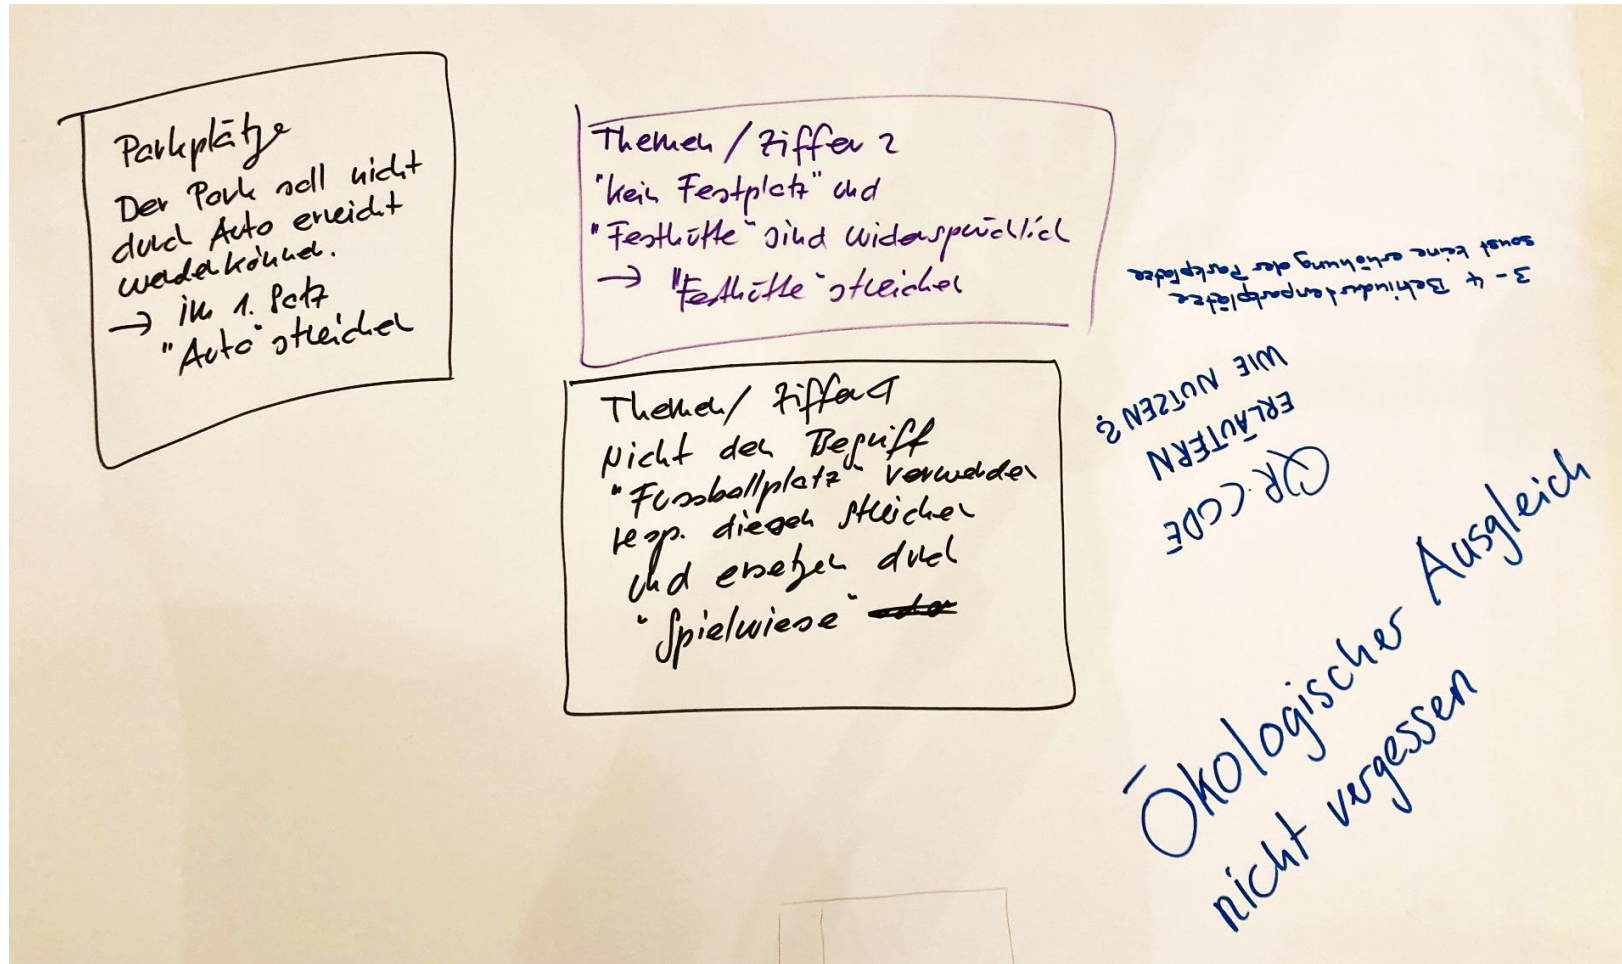 Parkplätze
Der Park soll nicht
durch Auto erreicht
werden können.
→ im 1. Satz
"Auto" streichen
Themen / Ziffer 2
"kein Festplatz" und
"Festhütte" sind widersprüchlich
→ "Festhütte" streichen
Themen / Ziffer 1
Nicht den Begriff
"Fussballplatz" verwenden
resp. diesen streichen
und ersetzen durch
"Spielwiese"
3 - 4 Behindertenparkplätze
sonst keine erhöhung der Parkplätze
QR-CODE
ERLÄUTERN
WIE NUTZEN?
Ökologischer Ausgleich
nicht vergessen